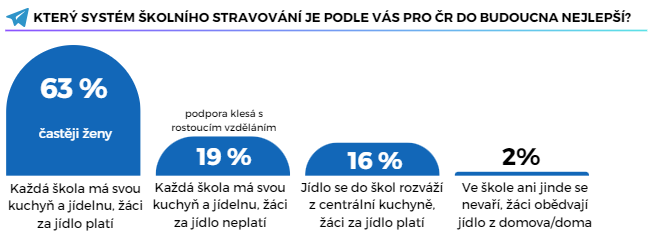 KTERÝ SYSTÉM ŠKOLNÍHO STRAVOVÁNÍ JE PODLE VÁS PRO ČR DO BUDOUCNA NEJLEPŠÍ?
63 %
častěji ženy
Každá škola má svou
kuchyň a jídelnu, žáci
za jídlo platí
podpora klesá s
rostoucím vzděláním
19 %
Každá škola má svou
kuchyň a jídelnu, žáci
za jídlo neplatí
16 %
Jídlo se do škol rozváží
z centrální kuchyně,
žáci za jídlo platí
2%
Ve škole ani jinde se
nevaří, žáci obědvají
jídlo z domova/doma